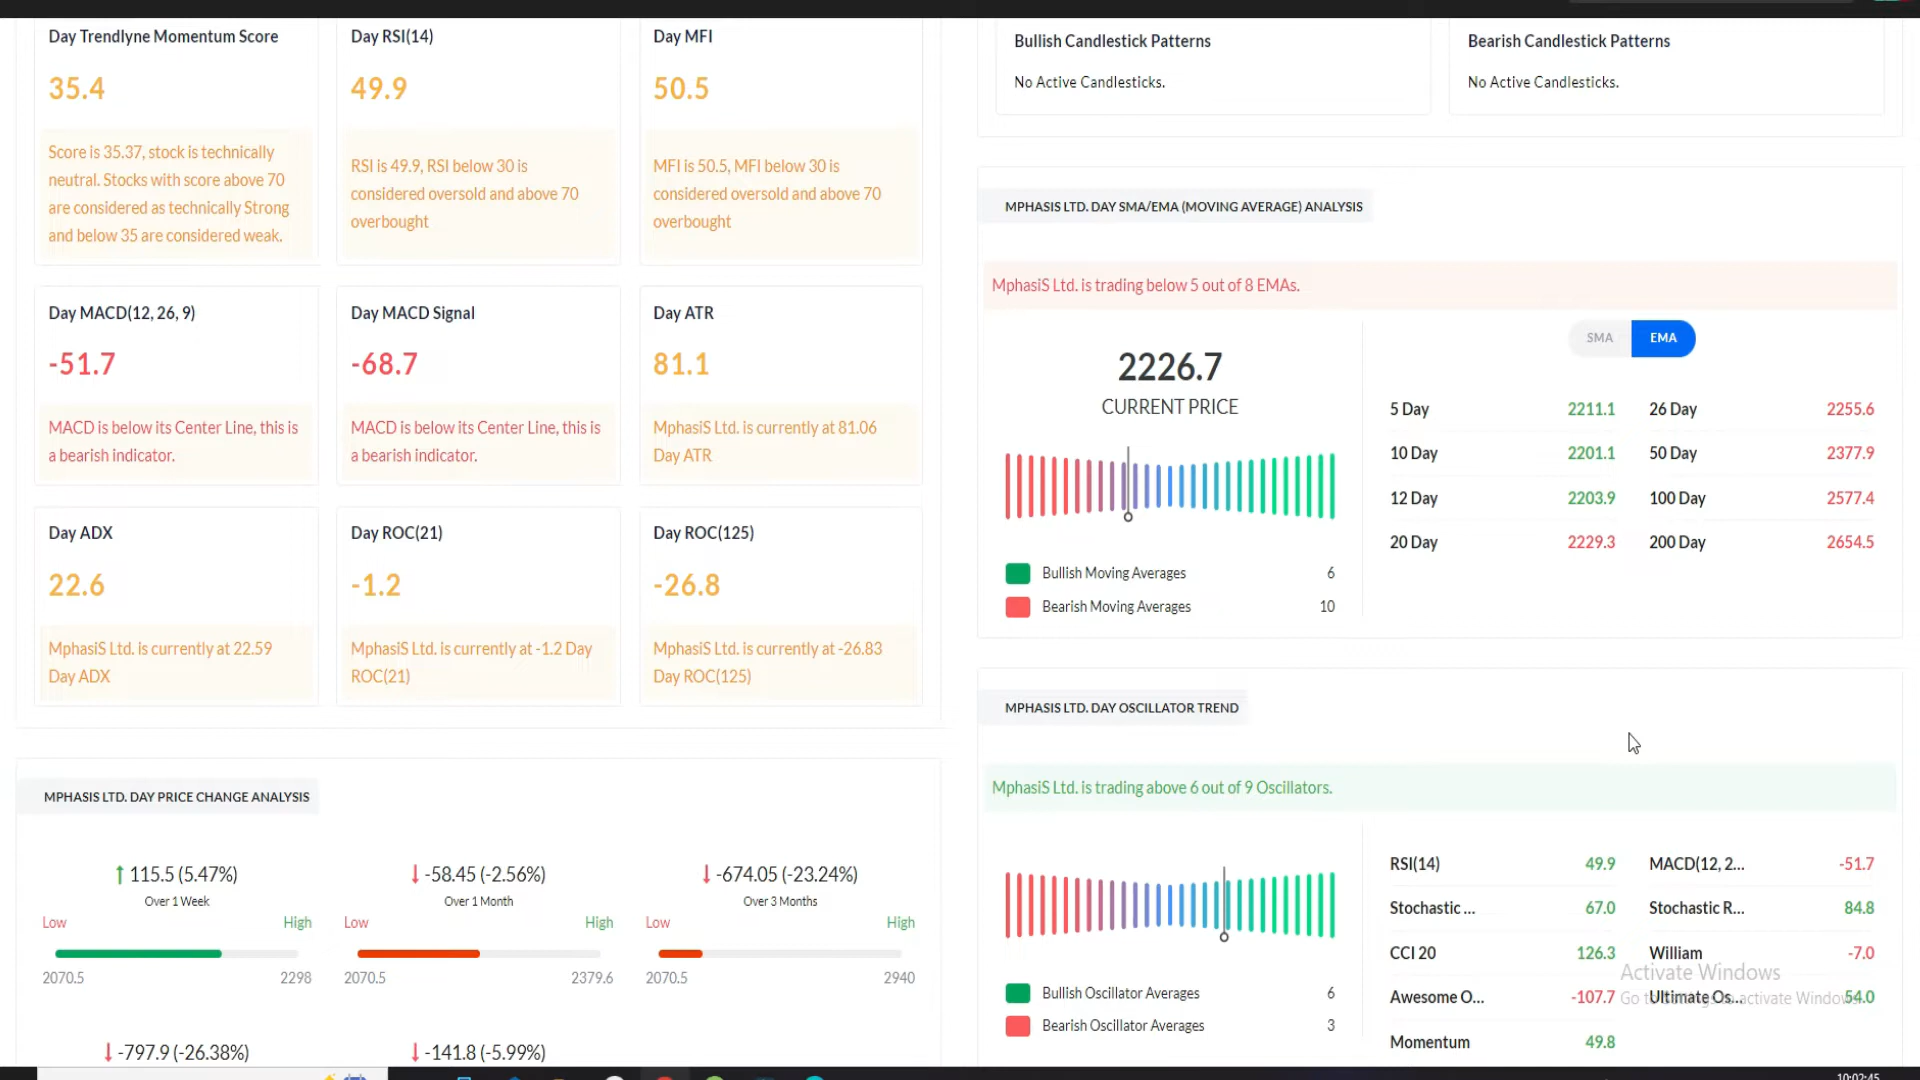 Day Trendlyne Momentum Score
35.4
Score is 35.37, stock is technically
neutral. Stocks with score above 70
are considered as technically Strong
and below 35 are considered weak.
Day RSI(14)
49.9
RSI is 49.9, RSI below 30 is
considered oversold and above 70
overbought
Day MFI
50.5
MFI is 50.5, MFI below 30 is
considered oversold and above 70
overbought
Day MACD(12, 26, 9)
-51.7
MACD is below its Center Line, this is
a bearish indicator.
Day MACD Signal
-68.7
MACD is below its Center Line, this is
a bearish indicator.
Day ATR
81.1
MphasiS Ltd. is currently at 81.06
Day ATR
Day ADX
22.6
MphasiS Ltd. is currently at 22.59
Day ADX
Day ROC(21)
-1.2
MphasiS Ltd. is currently at -1.2 Day
ROC(21)
Day ROC(125)
-26.8
MphasiS Ltd. is currently at -26.83
Day ROC(125)
MPHASIS LTD. DAY PRICE CHANGE ANALYSIS
115.5 (5.47%)
Over 1 Week
Low High
2070.5 2298
-58.45 (-2.56%)
Over 1 Month
Low High
2070.5 2379.6
-674.05 (-23.24%)
Over 3 Months
Low High
2070.5 2940
-797.9 (-26.38%)
-141.8 (-5.99%)
Bullish Candlestick Patterns
No Active Candlesticks.
Bearish Candlestick Patterns
No Active Candlesticks.
MPHASIS LTD. DAY SMA/EMA (MOVING AVERAGE) ANALYSIS
MphasiS Ltd. is trading below 5 out of 8 EMAs.
SMA EMA
2226.7
CURRENT PRICE
Bullish Moving Averages 6
Bearish Moving Averages 10
5 Day 2211.1 26 Day 2255.6
10 Day 2201.1 50 Day 2377.9
12 Day 2203.9 100 Day 2577.4
20 Day 2229.3 200 Day 2654.5
MPHASIS LTD. DAY OSCILLATOR TREND
MphasiS Ltd. is trading above 6 out of 9 Oscillators.
Bullish Oscillator Averages 6
Bearish Oscillator Averages 3
RSI(14) 49.9 MACD(12, 2... -51.7
Stochastic ... 67.0 Stochastic R... 84.8
CCI 20 126.3 William -7.0
Awesome O... -107.7 Ultimate Os... 54.0
Momentum 49.8
Activate Windows
Go to Settings to activate Windows.
10:02:45